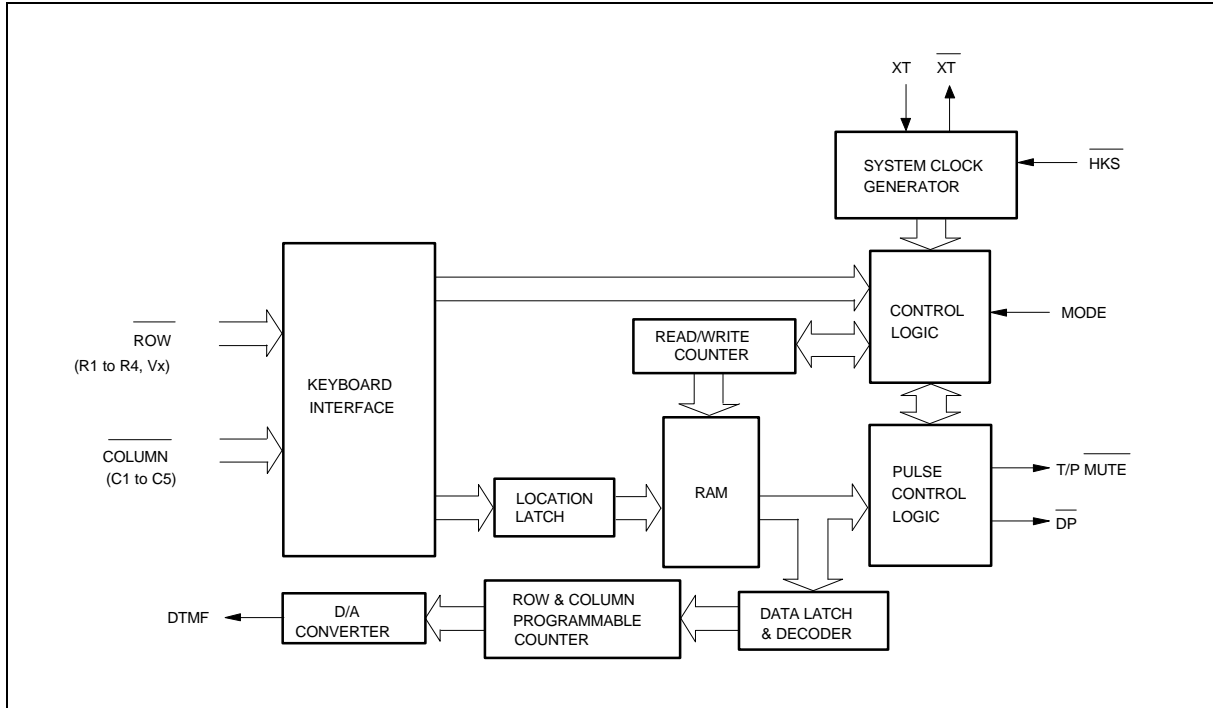 XT XT
SYSTEM CLOCK
GENERATOR
HKS
ROW
(R1 to R4, Vx)
COLUMN
(C1 to C5)
KEYBOARD
INTERFACE
READ/WRITE
COUNTER
CONTROL
LOGIC
MODE
LOCATION
LATCH
RAM
PULSE
CONTROL
LOGIC
T/P MUTE
DP
DTMF
D/A
CONVERTER
ROW & COLUMN
PROGRAMMABLE
COUNTER
DATA LATCH
& DECODER